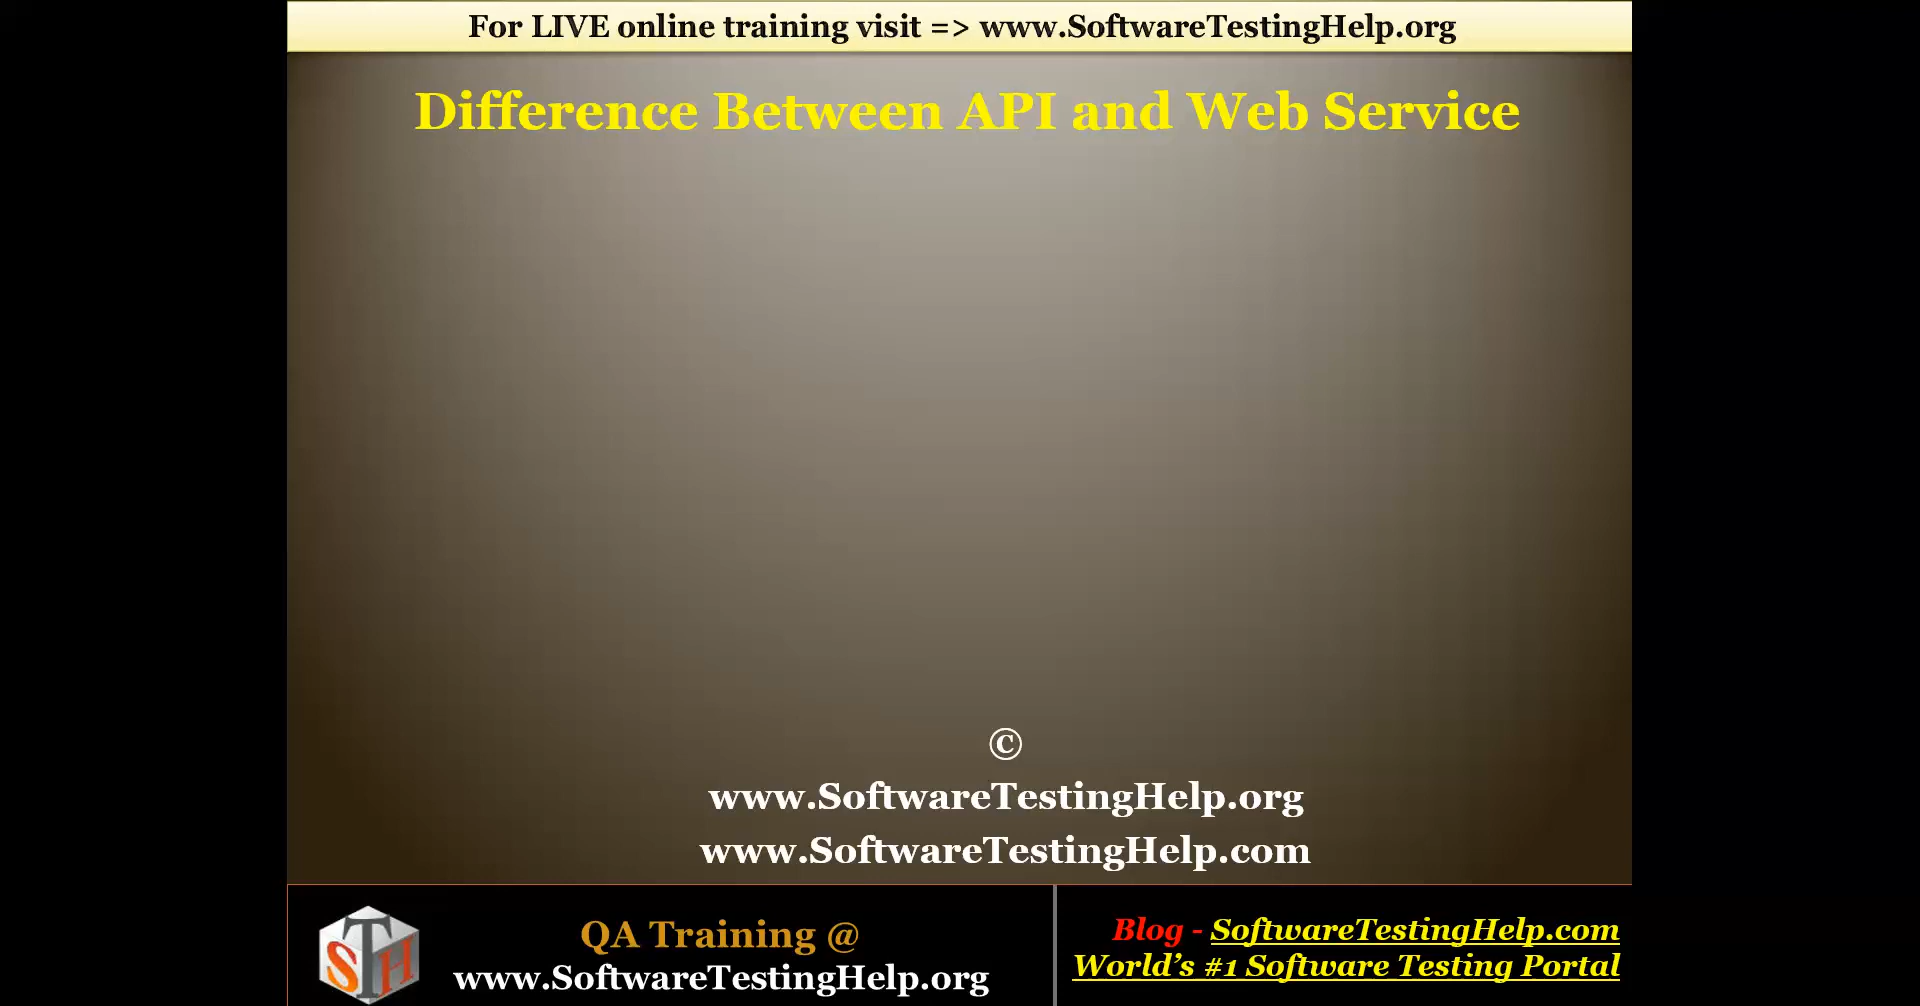 For LIVE online training visit => www.SoftwareTestingHelp.org
Difference Between API and Web Service
©
www.SoftwareTestingHelp.org
www.SoftwareTestingHelp.com
STH
QA Training @
www.SoftwareTestingHelp.org
Blog - SoftwareTestingHelp.com
World’s #1 Software Testing Portal